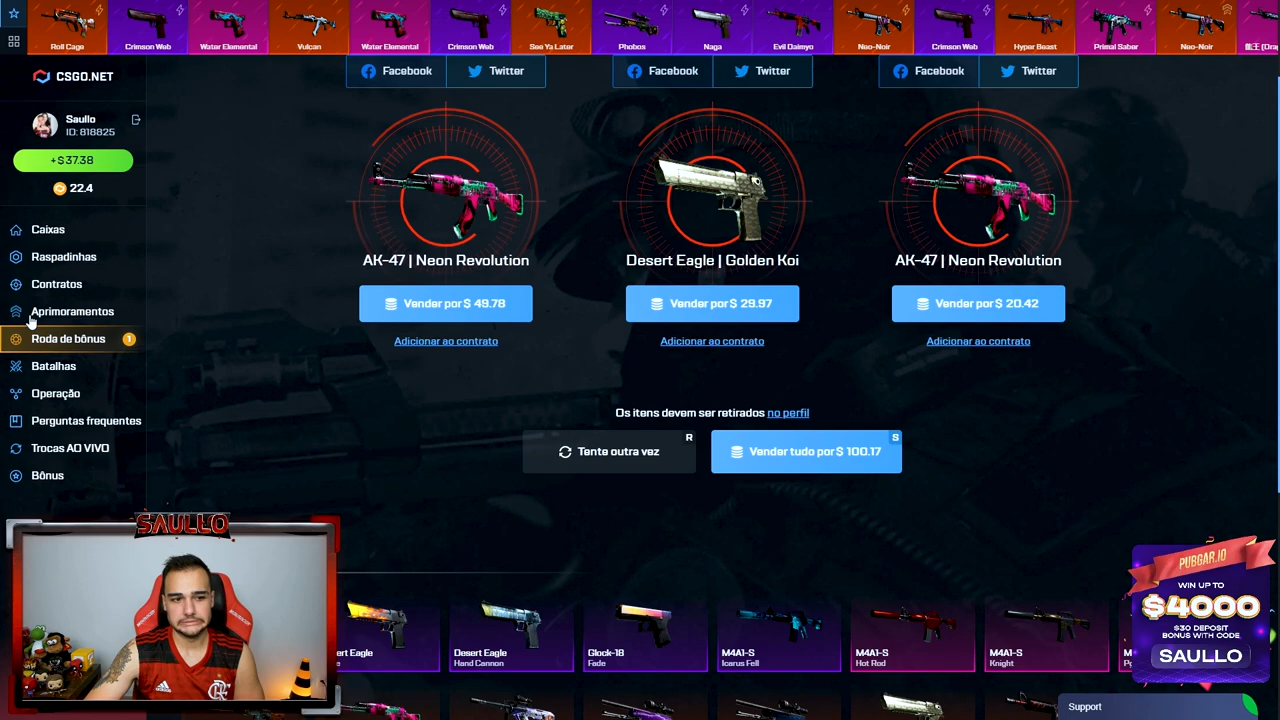 Roll Cage
Crimson Web
Water Elemental
Vulcan
Water Elemental
Crimson Web
See Ya Later
Phobos
Naga
Evil Daimyo
Neo-Noir
Crimson Web
Hyper Beast
Primal Saber
Neo-Noir
CSGO.NET
Saullo
ID: 818825
+$37.38
22.4
Caixas
Raspadinhas
Contratos
Aprimoramentos
Roda de bônus 1
Batalhas
Operação
Perguntas frequentes
Trocas AO VIVO
Bônus
Facebook Twitter
Facebook Twitter
Facebook Twitter
AK-47 | Neon Revolution
Vender por $ 49.78
Adicionar ao contrato
Desert Eagle | Golden Koi
Vender por $ 29.97
Adicionar ao contrato
AK-47 | Neon Revolution
Vender por $ 20.42
Adicionar ao contrato
Os itens devem ser retirados no perfil
Tente outra vez R
Vender tudo por $ 100.17 S
SAULLO
Eagle
Desert Eagle
Hand Cannon
Glock-18
Fade
M4A1-S
Icarus Fell
M4A1-S
Hot Rod
M4A1-S
Knight
PUBGAR.IO
WIN UP TO
$4000
$30 DEPOSIT
BONUS WITH CODE
SAULLO
Support